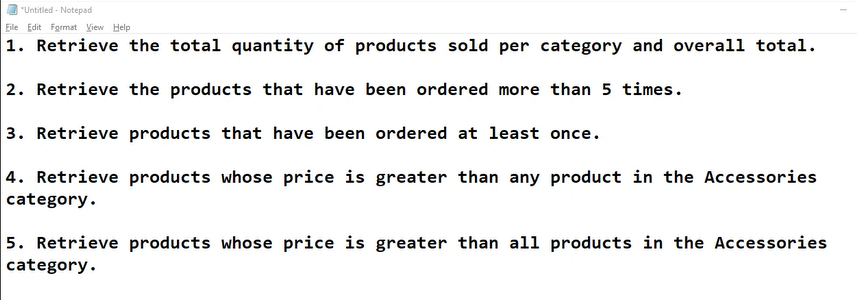 *Untitled - Notepad
File Edit Format View Help
1. Retrieve the total quantity of products sold per category and overall total.
2. Retrieve the products that have been ordered more than 5 times.
3. Retrieve products that have been ordered at least once.
4. Retrieve products whose price is greater than any product in the Accessories
category.
5. Retrieve products whose price is greater than all products in the Accessories
category.